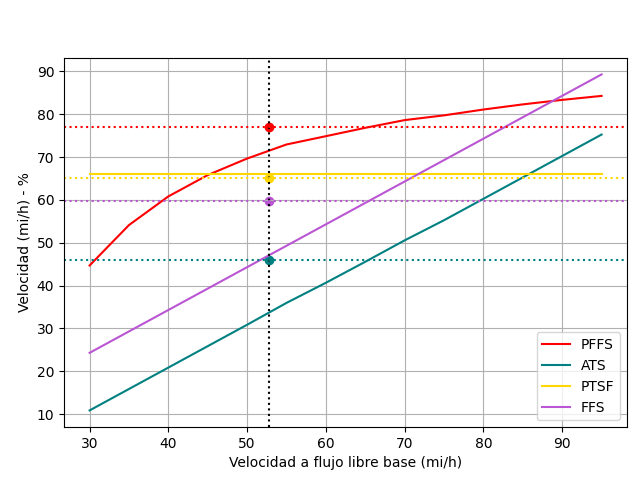 90
80
70
60
50
40
30
20
10
Velocidad (mi/h) - %
30 40 50 60 70 80 90
Velocidad a flujo libre base (mi/h)
PFFS
ATS
PTSF
FFS